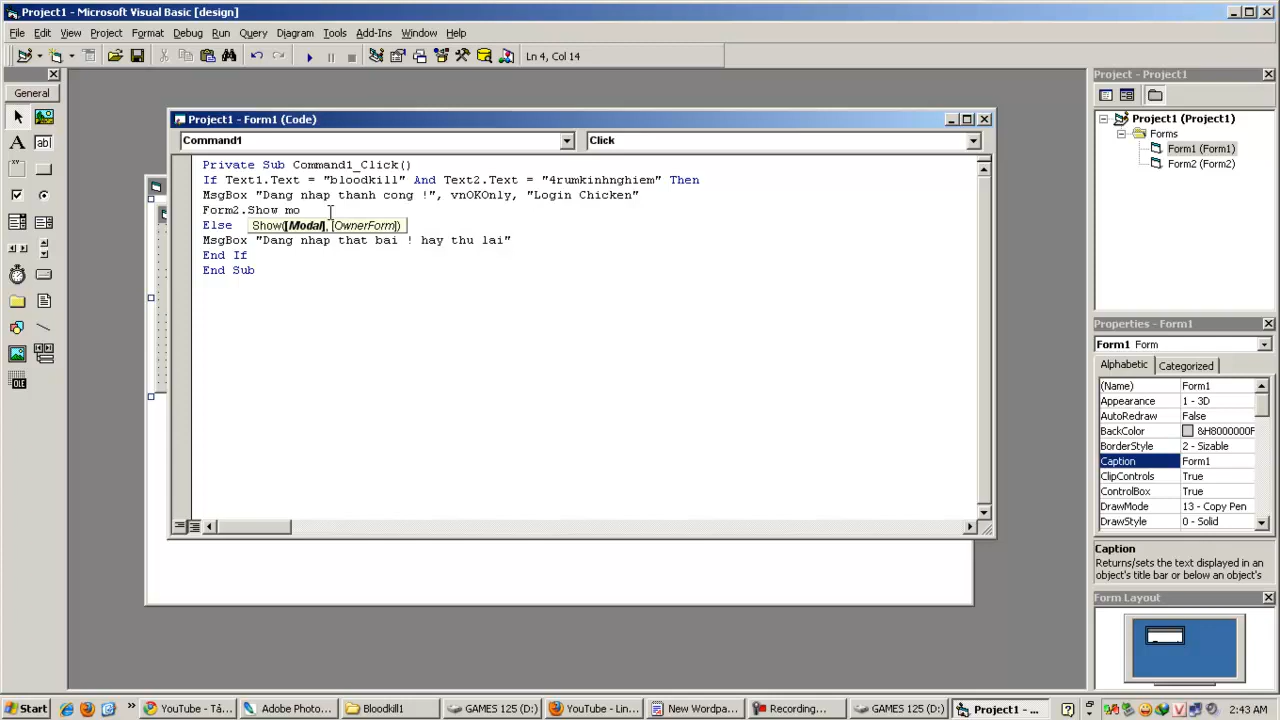 Project1 - Microsoft Visual Basic [design]
File Edit View Project Format Debug Run Query Diagram Tools Add-Ins Window Help
Ln 4, Col 14
General
Project1 - Form1 (Code)
Command1 Click
Private Sub Command1_Click()
If Text1.Text = "bloodkill" And Text2.Text = "4rumkinhnghiem" Then
MsgBox "Dang nhap thanh cong !", vnOKOnly, "Login Chicken"
Form2.Show mo
Else Show([Modal], [OwnerForm])
MsgBox "Dang nhap that bai ! hay thu lai"
End If
End Sub
A
abl
OLE
Project - Project1
Project1 (Project1)
Forms
Form1 (Form1)
Form2 (Form2)
Properties - Form1
Form1 Form
Alphabetic Categorized
(Name) Form1
Appearance 1 - 3D
AutoRedraw False
BackColor &H8000000F
BorderStyle 2 - Sizable
Caption Form1
ClipControls True
ControlBox True
DrawMode 13 - Copy Pen
DrawStyle 0 - Solid
Caption
Returns/sets the text displayed in
an object's title bar or below an object's
Form Layout
Start YouTube - Tả... Adobe Photo... Bloodkill1 GAMES 125 (D:) YouTube - Lin... New Wordpa... Recording... GAMES 125 (D:) Project1 - ... 2:43 AM